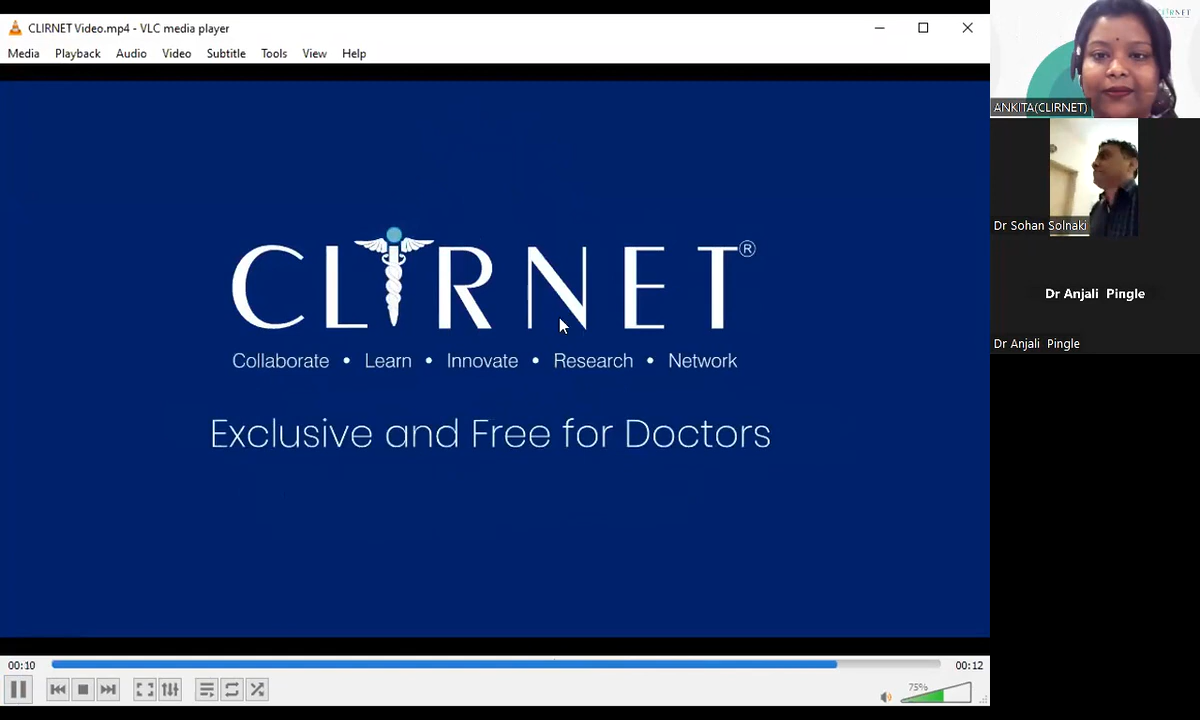 CLIRNET Video.mp4 - VLC media player
Media Playback Audio Video Subtitle Tools View Help
CLIRNET®
Collaborate • Learn • Innovate • Research • Network
Exclusive and Free for Doctors
00:10
00:12
75%
CLIRNET
ANKITA(CLIRNET)
Dr Sohan Solnaki
Dr Anjali Pingle
Dr Anjali Pingle